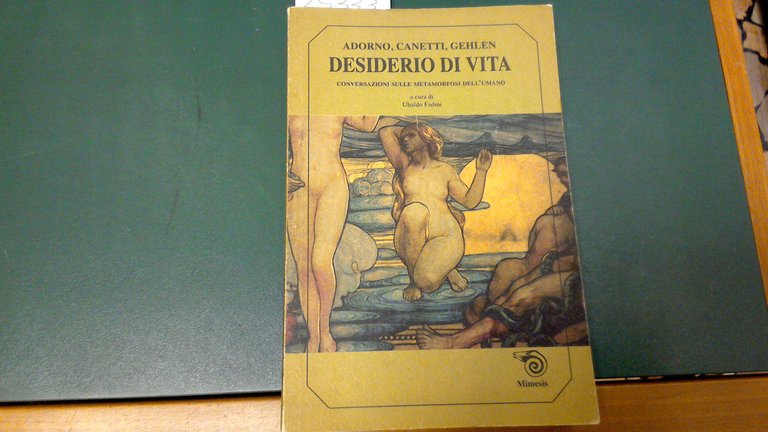 ADORNO, CANETTI, GEHLEN
DESIDERIO DI VITA
CONVERSAZIONI SULLE METAMORFOSI DELL'UMANO
a cura di
Ubaldo Fadini
Mimesis